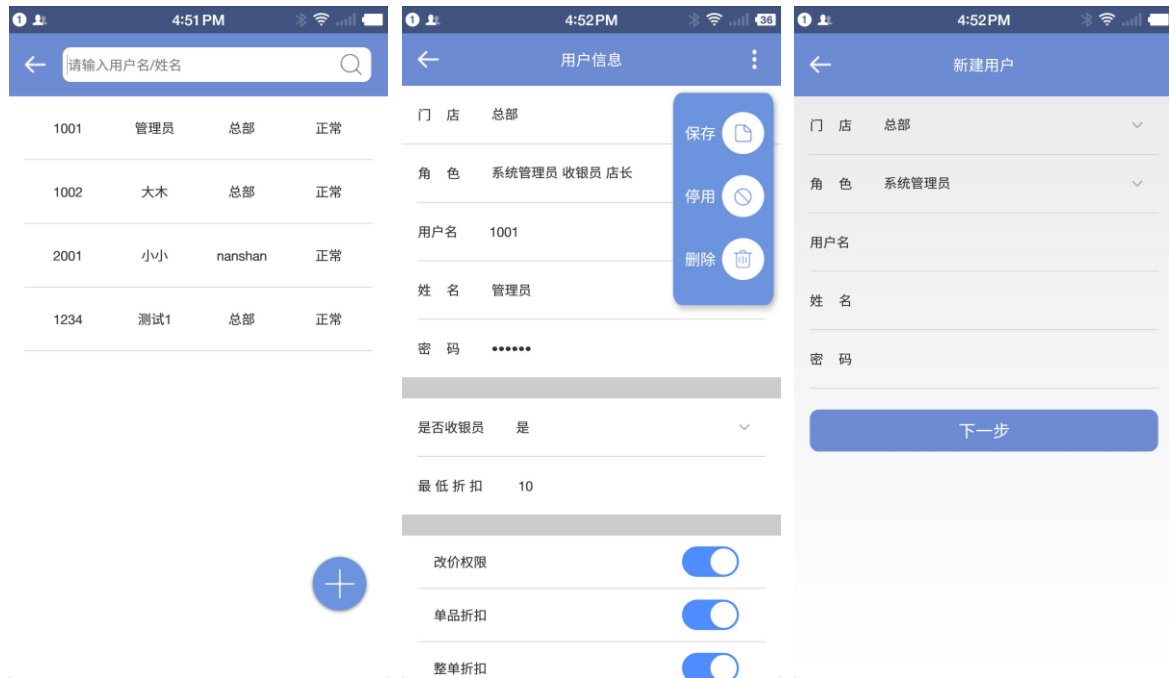 1 4:51 PM
请输入用户名/姓名
1001 管理员 总部 正常
1002 大木 总部 正常
2001 小小 nanshan 正常
1234 测试1 总部 正常
1 4:52 PM 36
用户信息
门 店 总部
角 色 系统管理员 收银员 店长
用户名 1001
姓 名 管理员
密 码 ••••••
保存
停用
删除
是否收银员 是
最 低 折 扣 10
改价权限
单品折扣
整单折扣
1 4:52 PM
新建用户
门 店 总部
角 色 系统管理员
用户名
姓 名
密 码
下一步